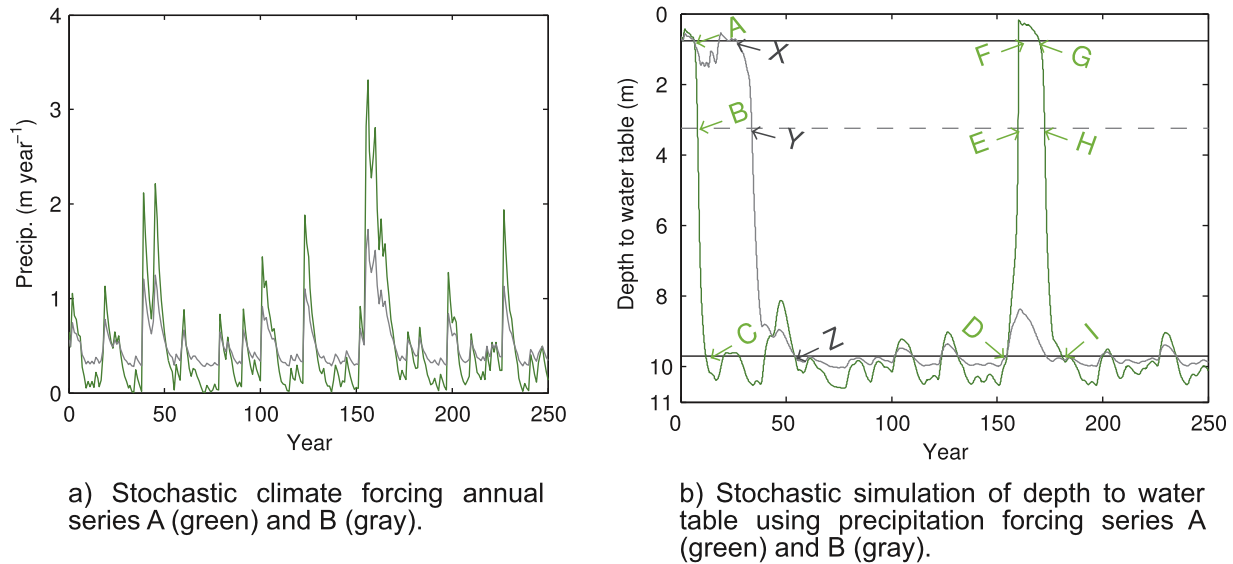 4
3
2
1
0
Precip. (m year⁻¹)
0 50 100 150 200 250
Year
a) Stochastic climate forcing annual
series A (green) and B (gray).
0
2
4
6
8
10
11
Depth to water table (m)
A
X
F
G
B
Y
E
H
C
Z
D
I
0 50 100 150 200 250
Year
b) Stochastic simulation of depth to water
table using precipitation forcing series A
(green) and B (gray).